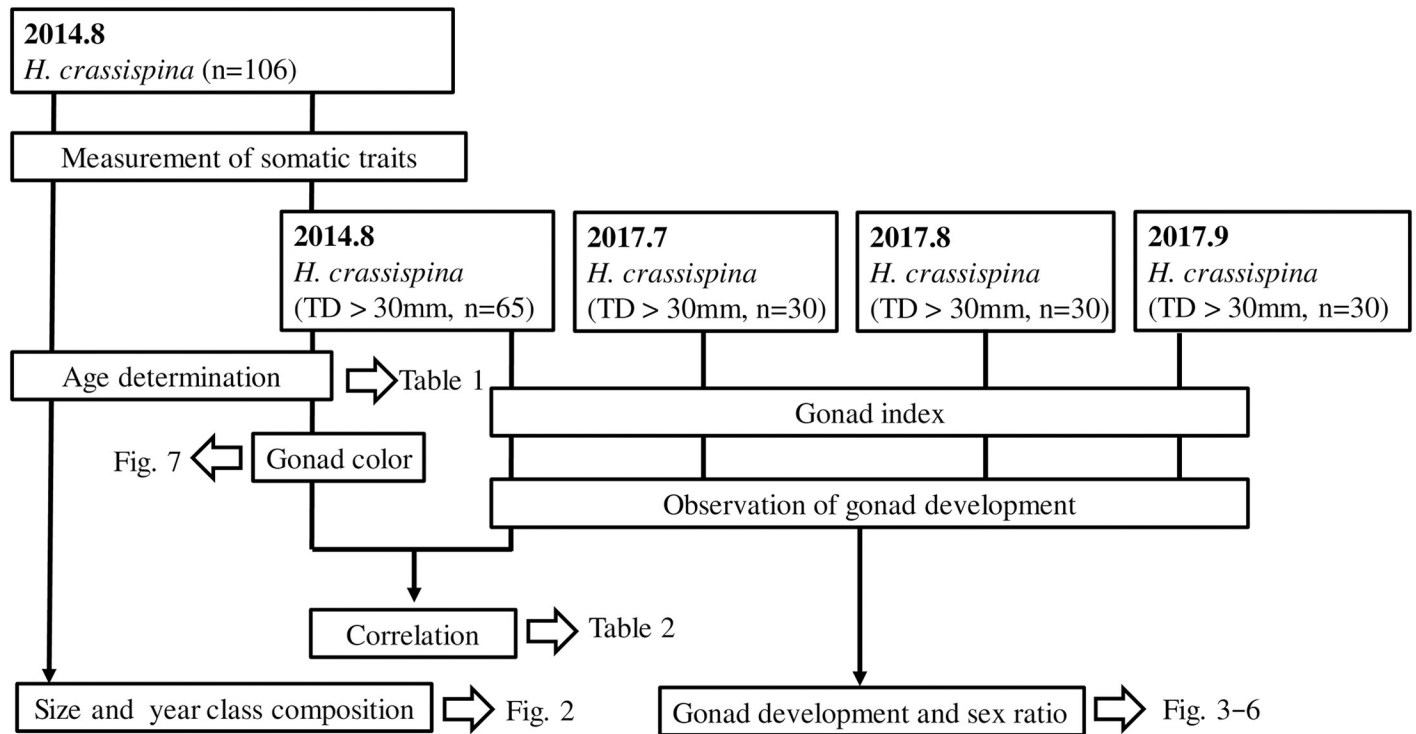 2014.8
H. crassispina (n=106)
Measurement of somatic traits
2014.8
H. crassispina
(TD > 30mm, n=65)
2017.7
H. crassispina
(TD > 30mm, n=30)
2017.8
H. crassispina
(TD > 30mm, n=30)
2017.9
H. crassispina
(TD > 30mm, n=30)
Age determination
Table 1
Gonad index
Fig. 7
Gonad color
Observation of gonad development
Correlation
Table 2
Size and year class composition
Fig. 2
Gonad development and sex ratio
Fig. 3-6